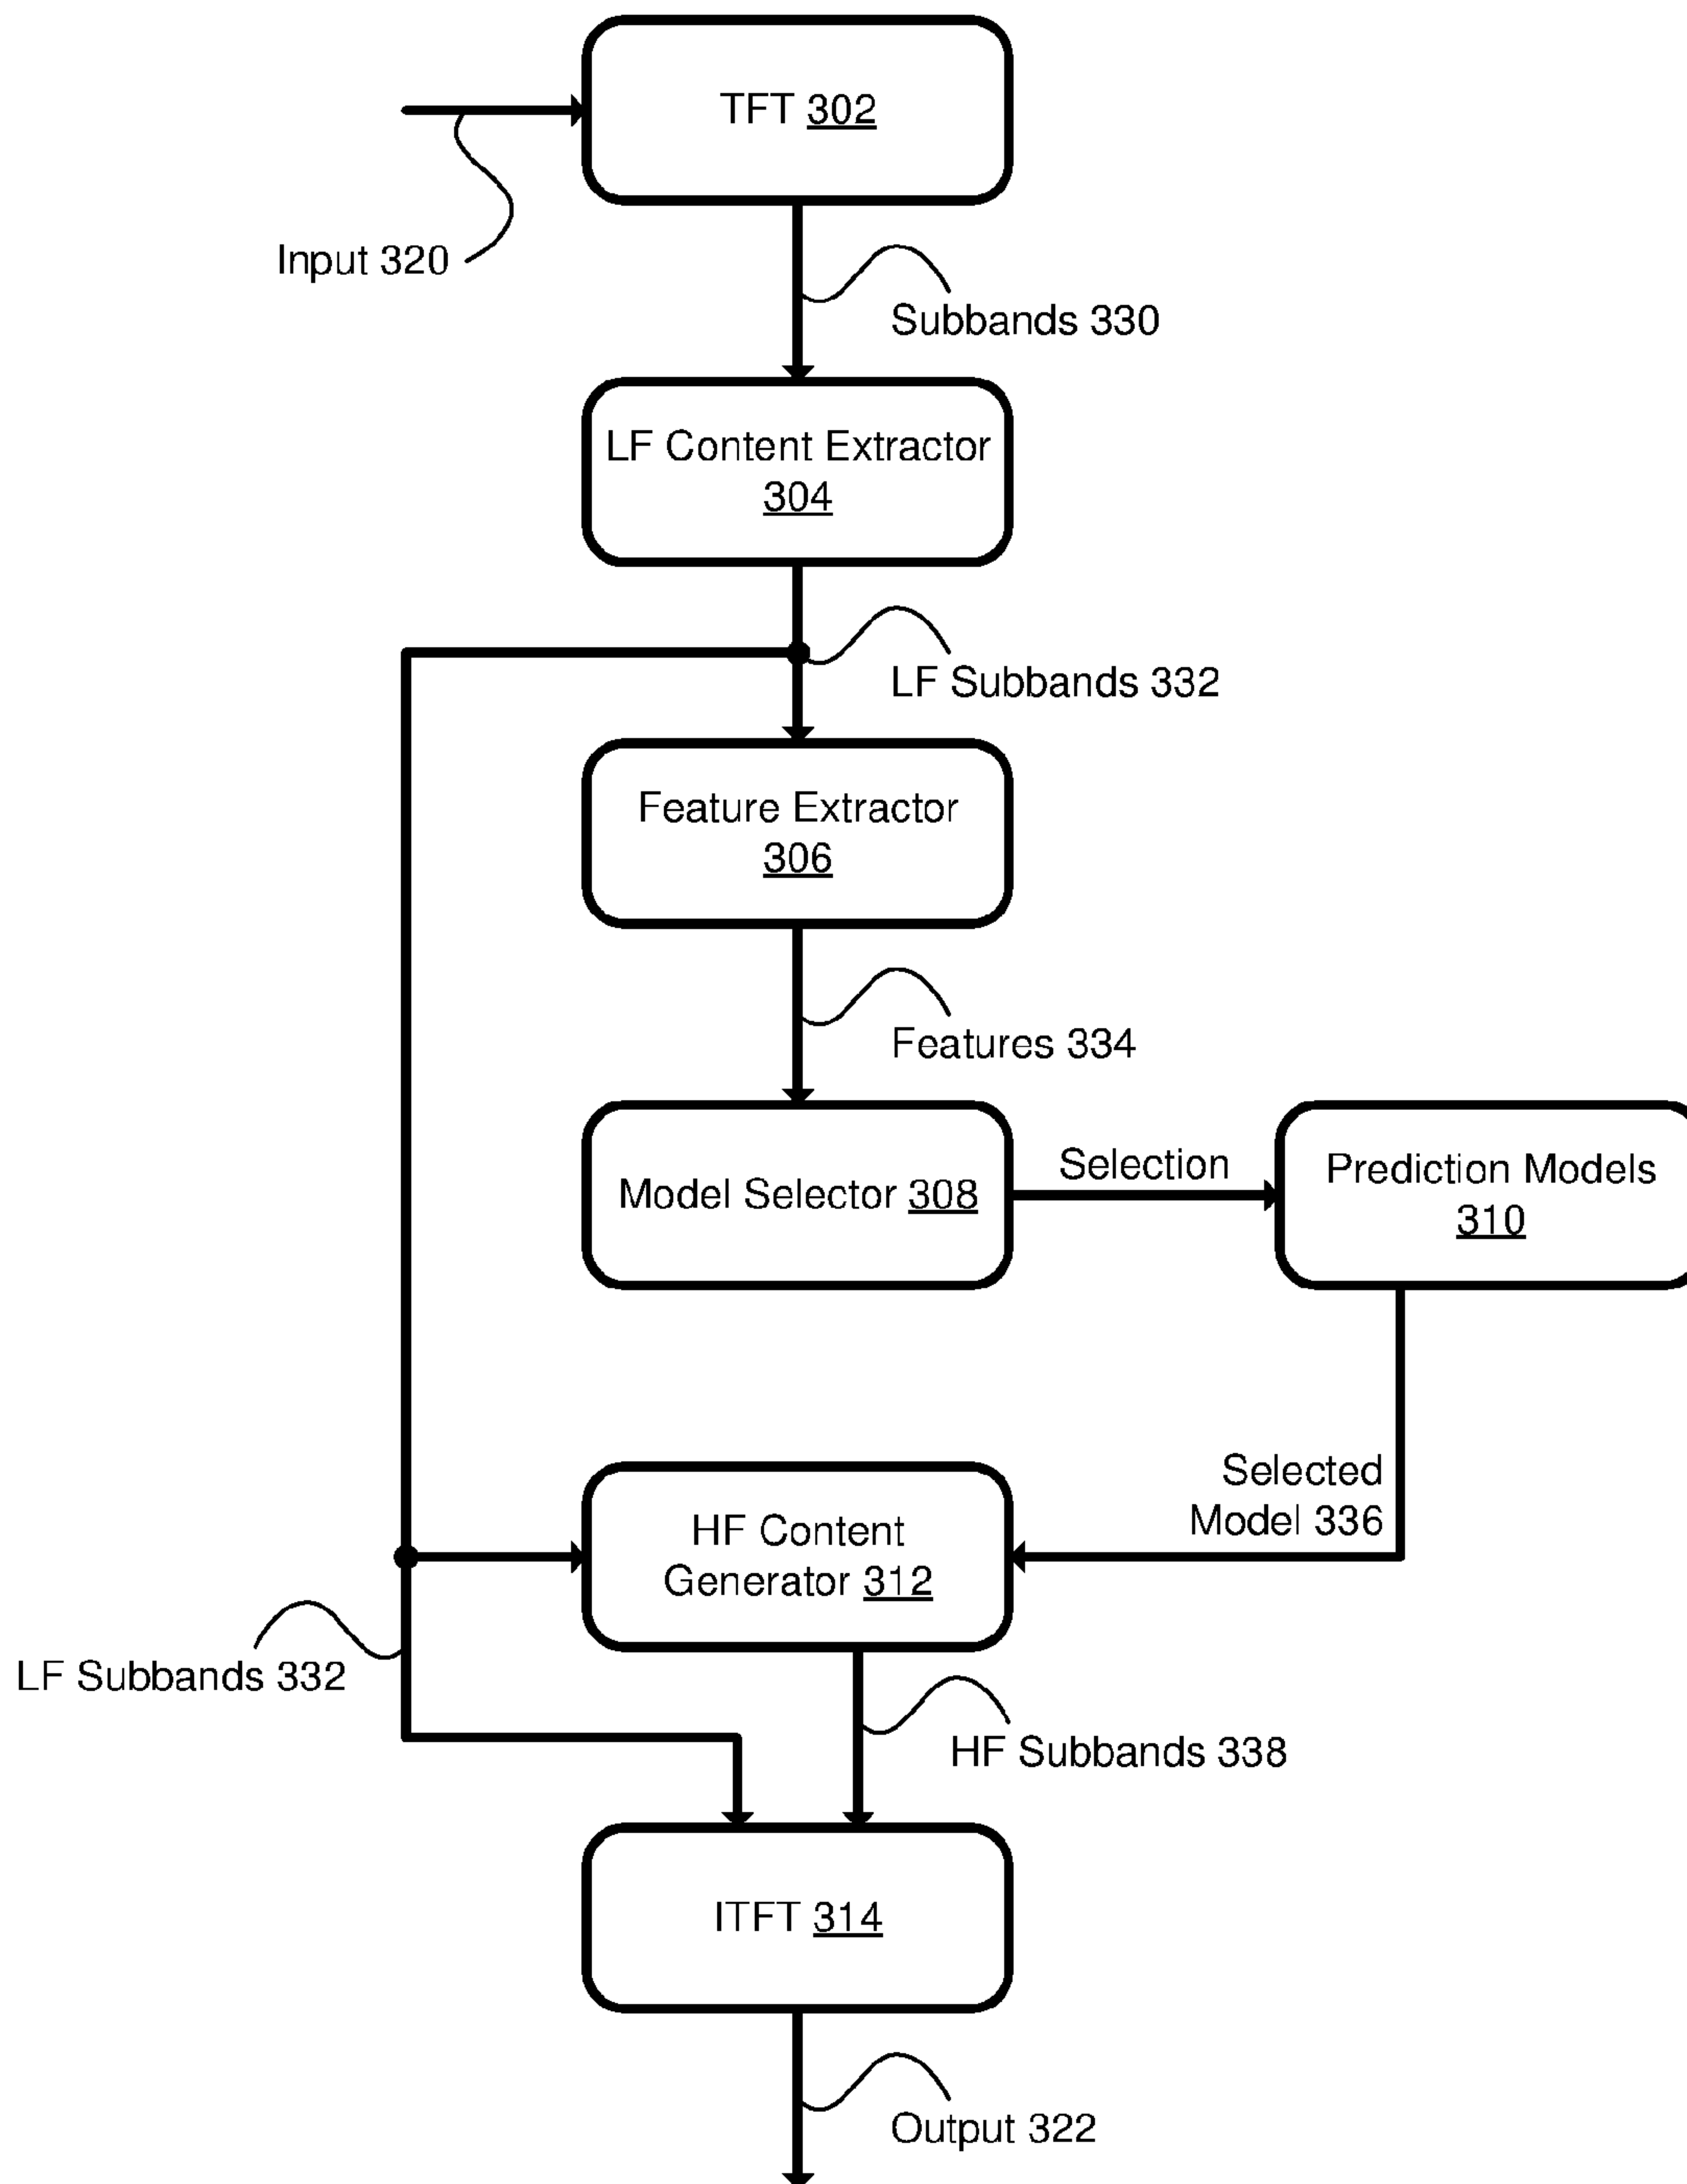 TFT 302
Input 320
Subbands 330
LF Content Extractor
304
LF Subbands 332
Feature Extractor
306
Features 334
Model Selector 308
Selection
Prediction Models
310
Selected
Model 336
HF Content
Generator 312
LF Subbands 332
HF Subbands 338
ITFT 314
Output 322